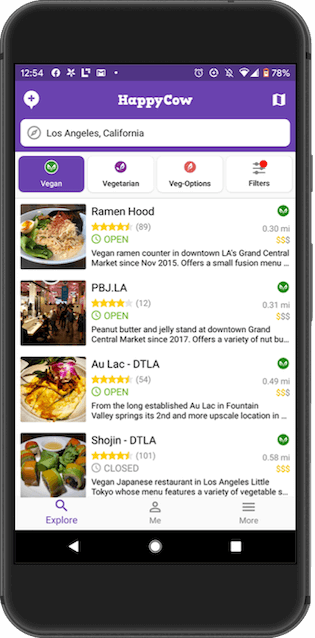 12:54 78%
HappyCow
Los Angeles, California
Vegan Vegetarian Veg-Options Filters
Ramen Hood
(89) 0.30 mi
OPEN $$$
Vegan ramen counter in downtown LA's Grand Central
Market since Nov 2015. Offers a small fusion menu ...
PBJ.LA
(12) 0.31 mi
OPEN $$$
Peanut butter and jelly stand at downtown Grand
Central Market since 2017. Offers a variety of nut bu...
Au Lac - DTLA
(54) 0.49 mi
OPEN $$$
From the long established Au Lac in Fountain
Valley springs its 2nd and more upscale location in ...
Shojin - DTLA
(101) 0.58 mi
CLOSED $$$
Vegan Japanese restaurant in Los Angeles Little
Tokyo whose menu features a variety of vegetable s...
Explore Me More